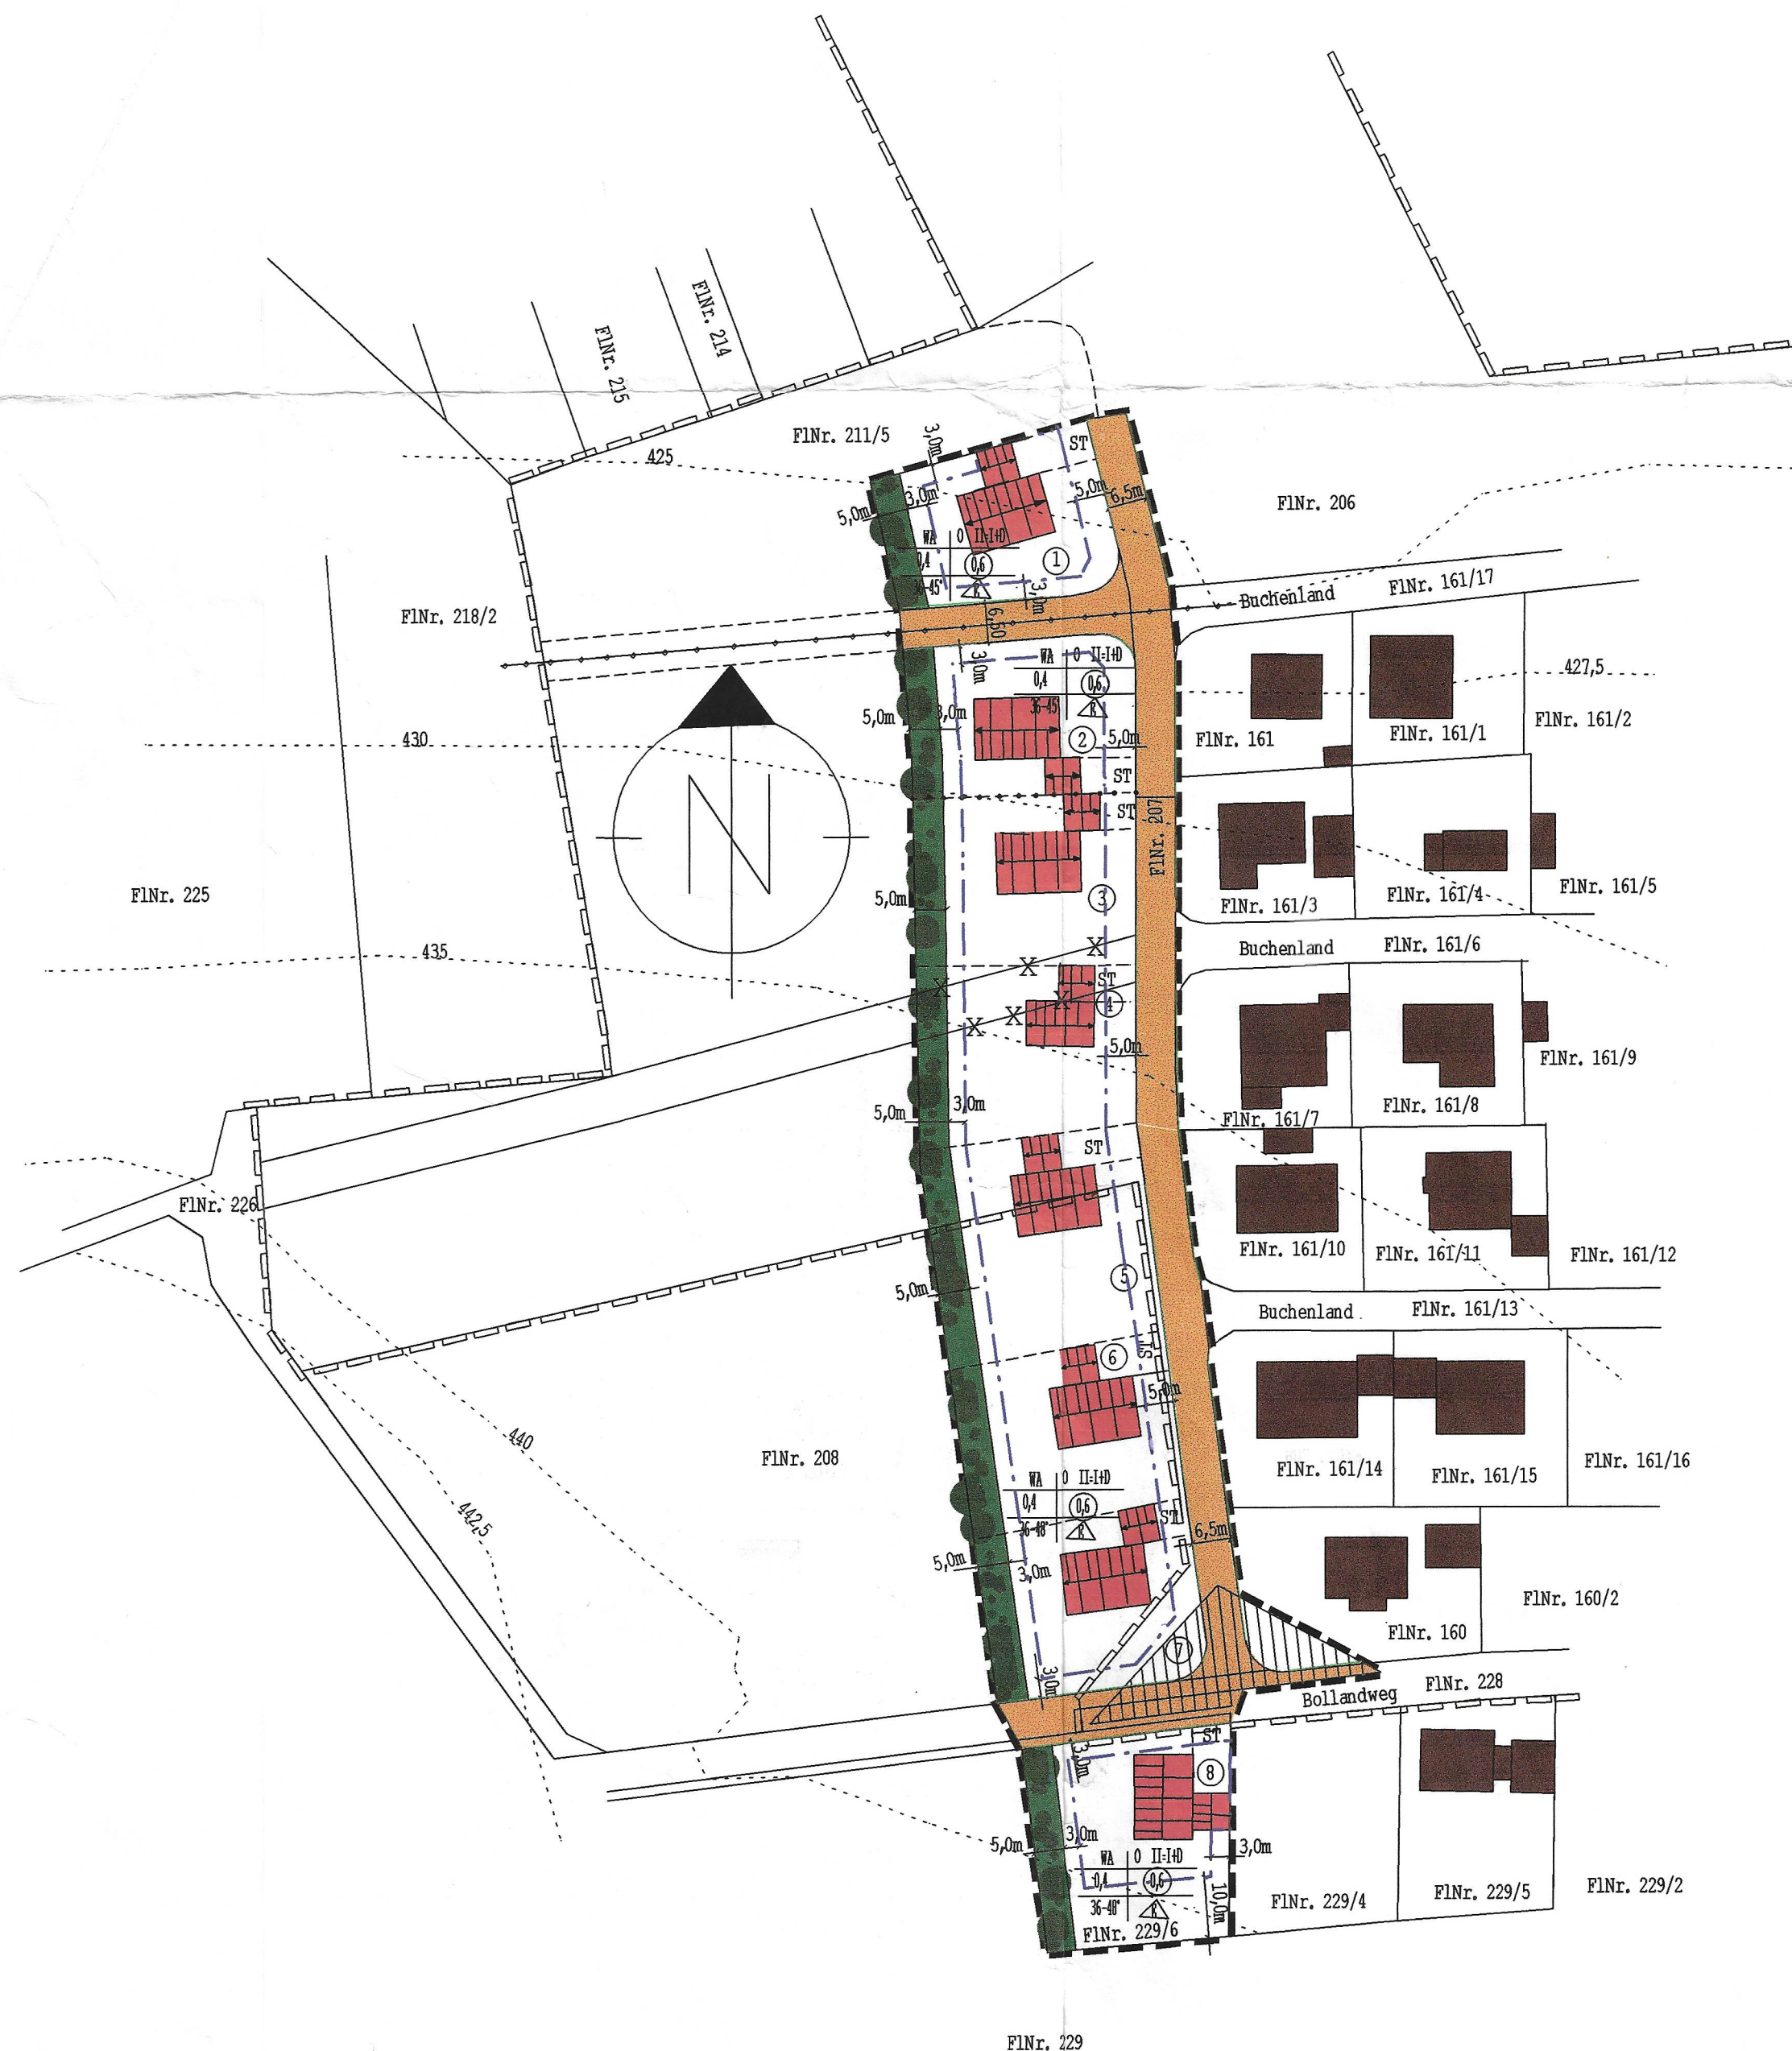 FlNr. 214
FlNr. 215
FlNr. 211/5
3,0m
ST
425
3,0m
5,0m
5,0m
6,5m
FlNr. 206
WA O II=I+D
0,4 0,6
36-45° E
1
3,0m
6,50
Buchenland
FlNr. 161/17
FlNr. 218/2
3,0m
WA O II=I+D
0,4 0,6
36-45° E
427,5
5,0m
3,0m
2
5,0m
FlNr. 161
FlNr. 161/1
FlNr. 161/2
430
ST
ST
FlNr. 207
N
FlNr. 225
5,0m
3
FlNr. 161/3
FlNr. 161/4
FlNr. 161/5
435
X
X
X
Buchenland
FlNr. 161/6
ST
X
X
X
4
5,0m
FlNr. 161/9
5,0m
3,0m
FlNr. 161/7
FlNr. 161/8
ST
FlNr. 226
FlNr. 161/10
FlNr. 161/11
FlNr. 161/12
5,0m
5
Buchenland
FlNr. 161/13
6
ST
5,0m
440
FlNr. 208
FlNr. 161/14
FlNr. 161/15
FlNr. 161/16
WA O II=I+D
0,4 0,6
36-48° E
442,5
ST
6,5m
5,0m
3,0m
FlNr. 160/2
FlNr. 160
7
3,0m
Bollandweg
FlNr. 228
ST
3,0m
8
5,0m
3,0m
3,0m
WA O II=I+D
0,4 0,6
36-48° E
10,0m
FlNr. 229/6
FlNr. 229/4
FlNr. 229/5
FlNr. 229/2
FlNr. 229